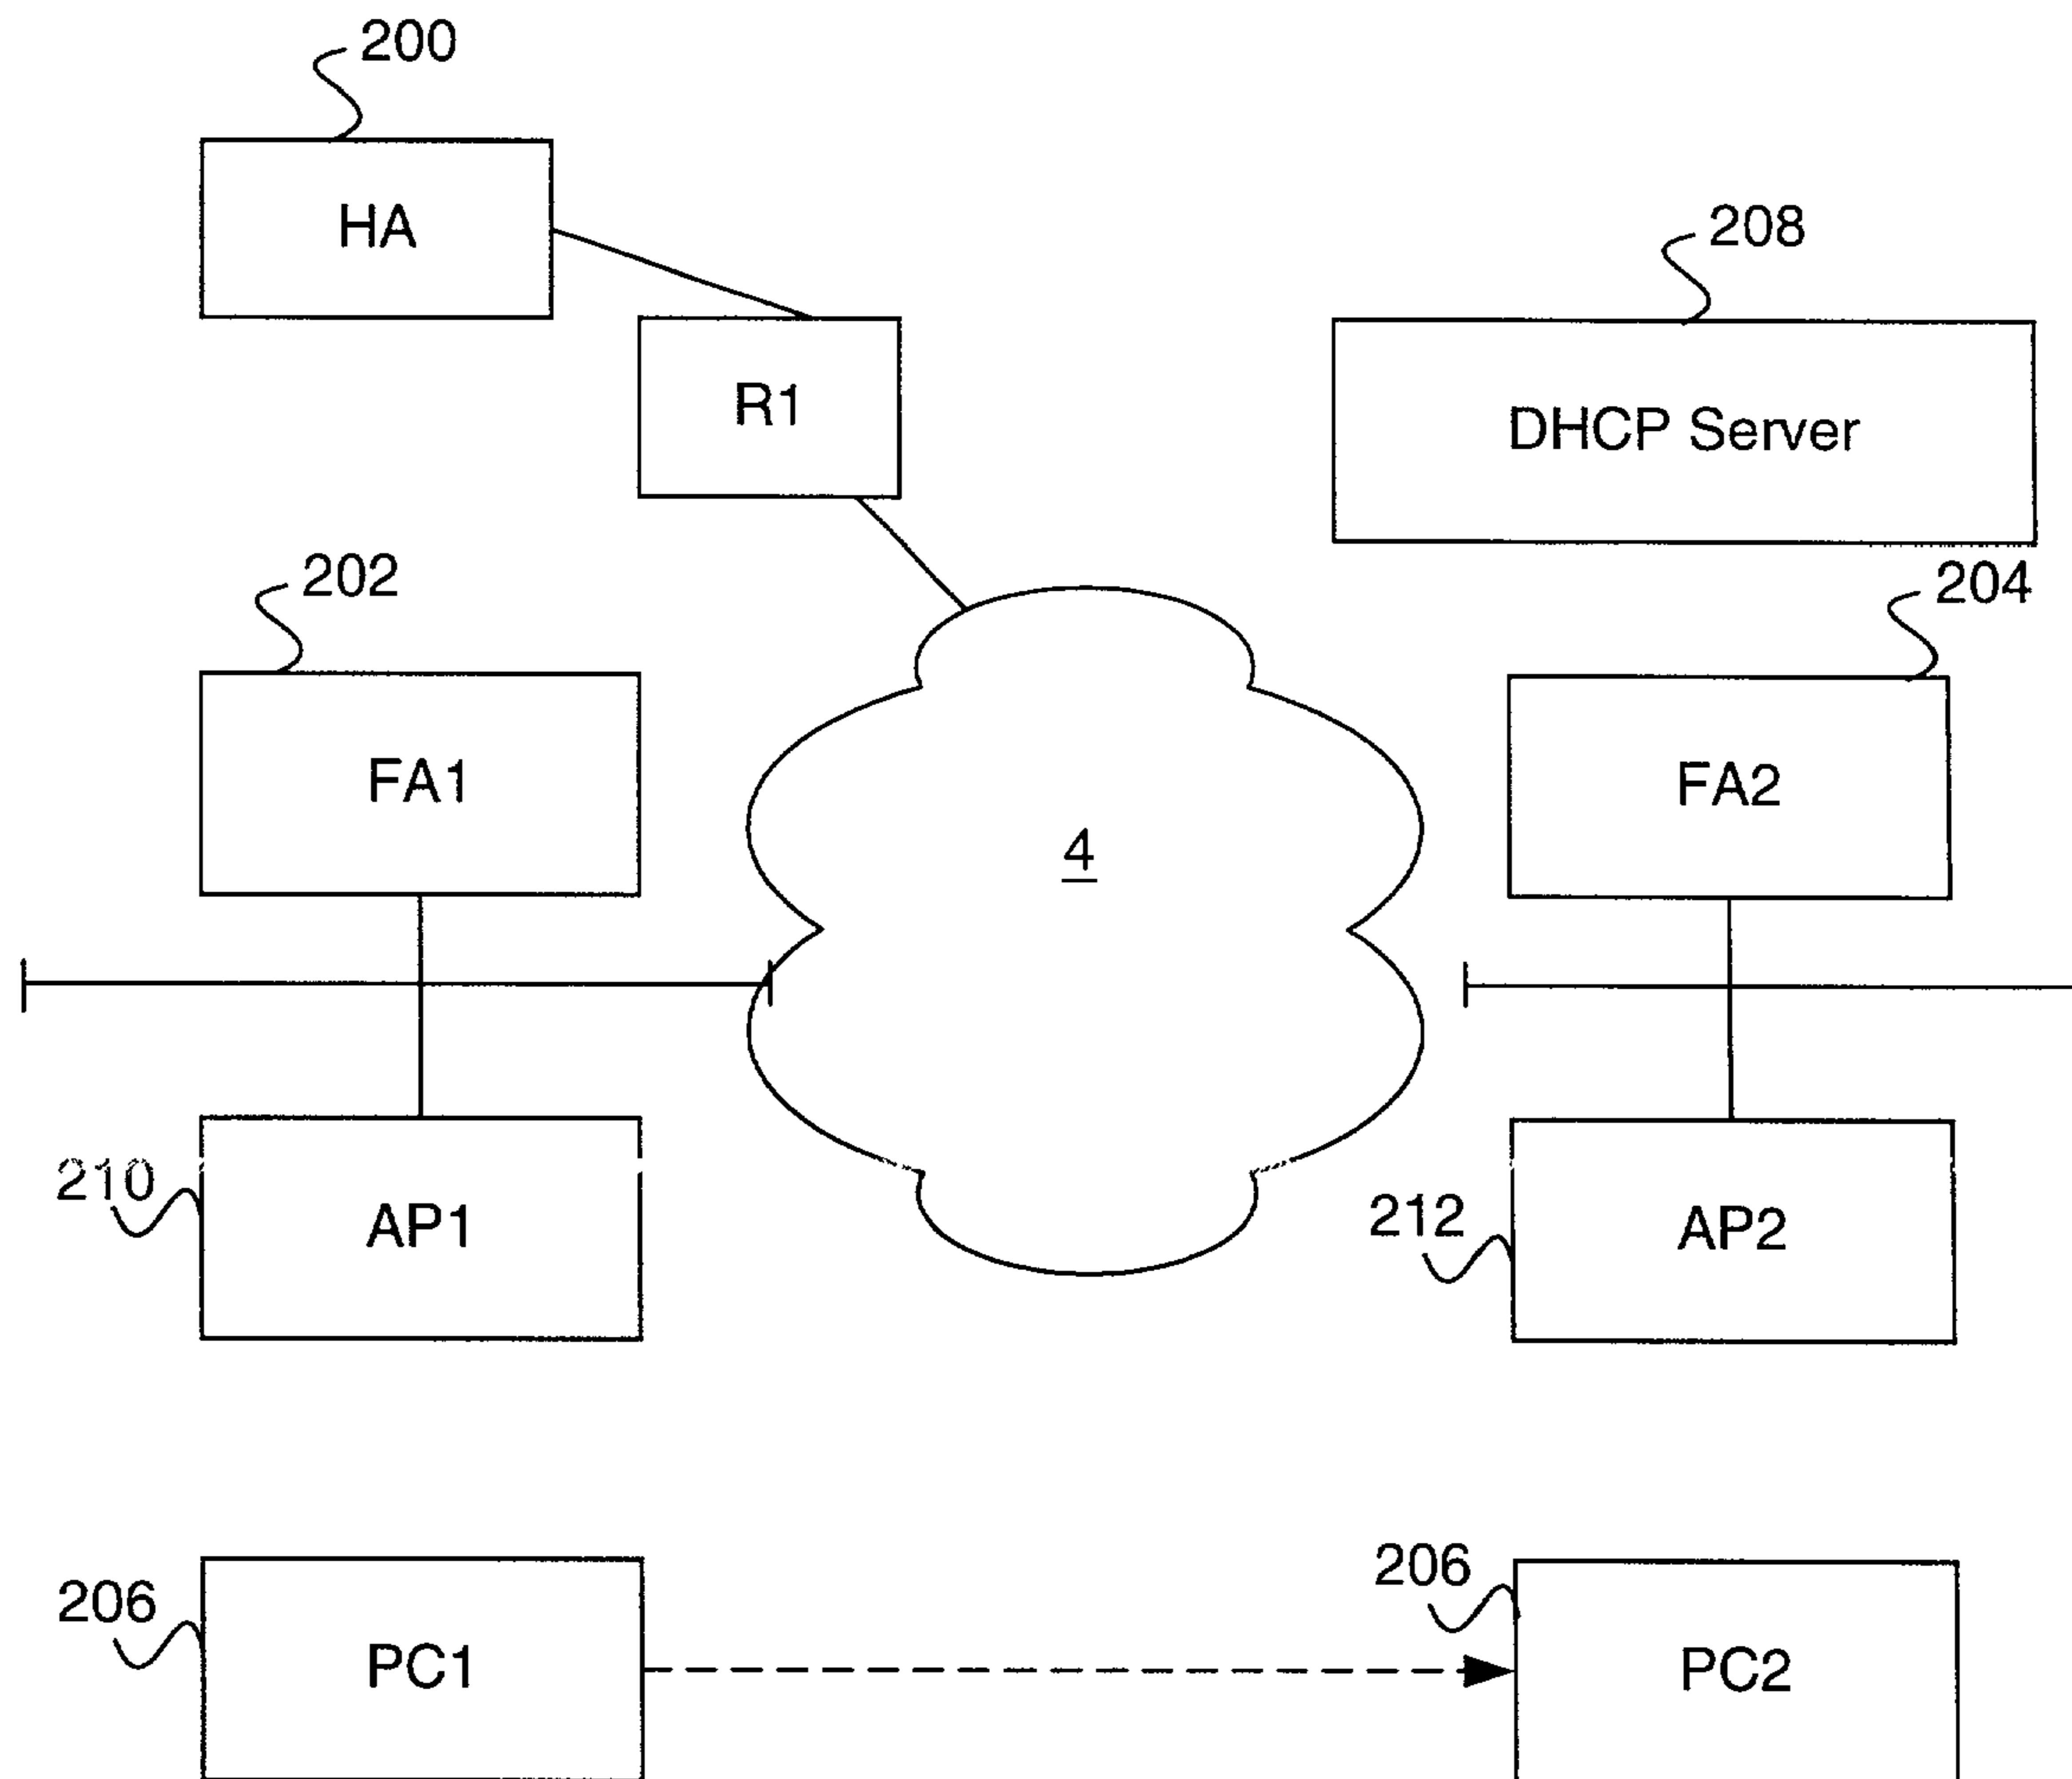 200
HA
208
R1
DHCP Server
202
204
FA1
FA2
4
210
AP1
212
AP2
206
PC1
206
PC2